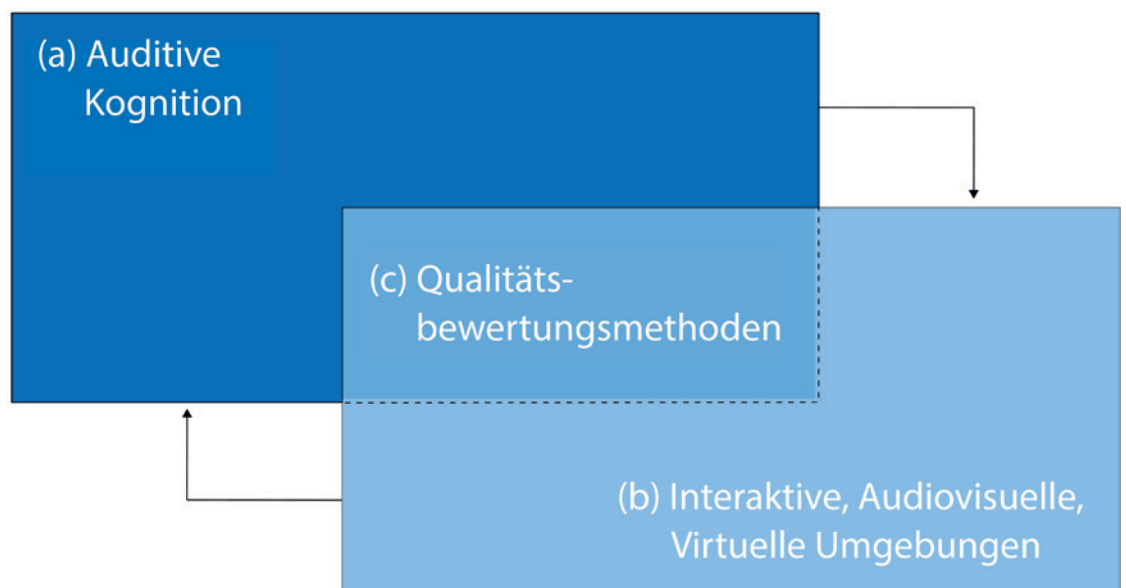 (a) Auditive
Kognition
(c) Qualitäts-
bewertungsmethoden
(b) Interaktive, Audiovisuelle,
Virtuelle Umgebungen